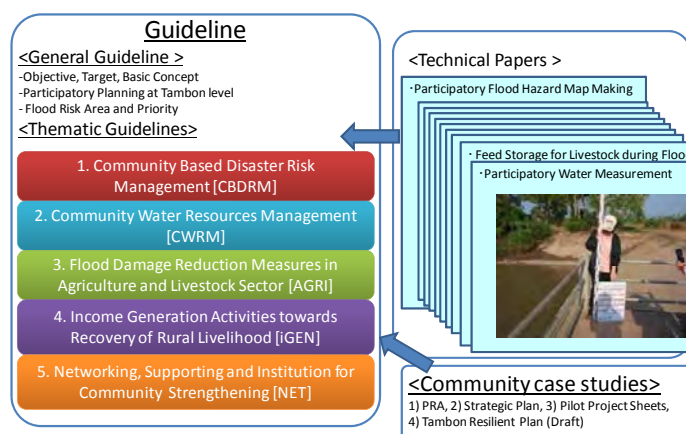 Guideline
<General Guideline >
-Objective, Target, Basic Concept
-Participatory Planning at Tambon level
- Flood Risk Area and Priority
<Thematic Guidelines>
1. Community Based Disaster Risk
Management [CBDRM]
2. Community Water Resources Management
[CWRM]
3. Flood Damage Reduction Measures in
Agriculture and Livestock Sector [AGRI]
4. Income Generation Activities towards
Recovery of Rural Livelihood [iGEN]
5. Networking, Supporting and Institution for
Community Strengthening [NET]
<Technical Papers >
·Participatory Flood Hazard Map Making
· Feed Storage for Livestock during Flood
·Participatory Water Measurement
<Community case studies>
1) PRA, 2) Strategic Plan, 3) Pilot Project Sheets,
4) Tambon Resilient Plan (Draft)